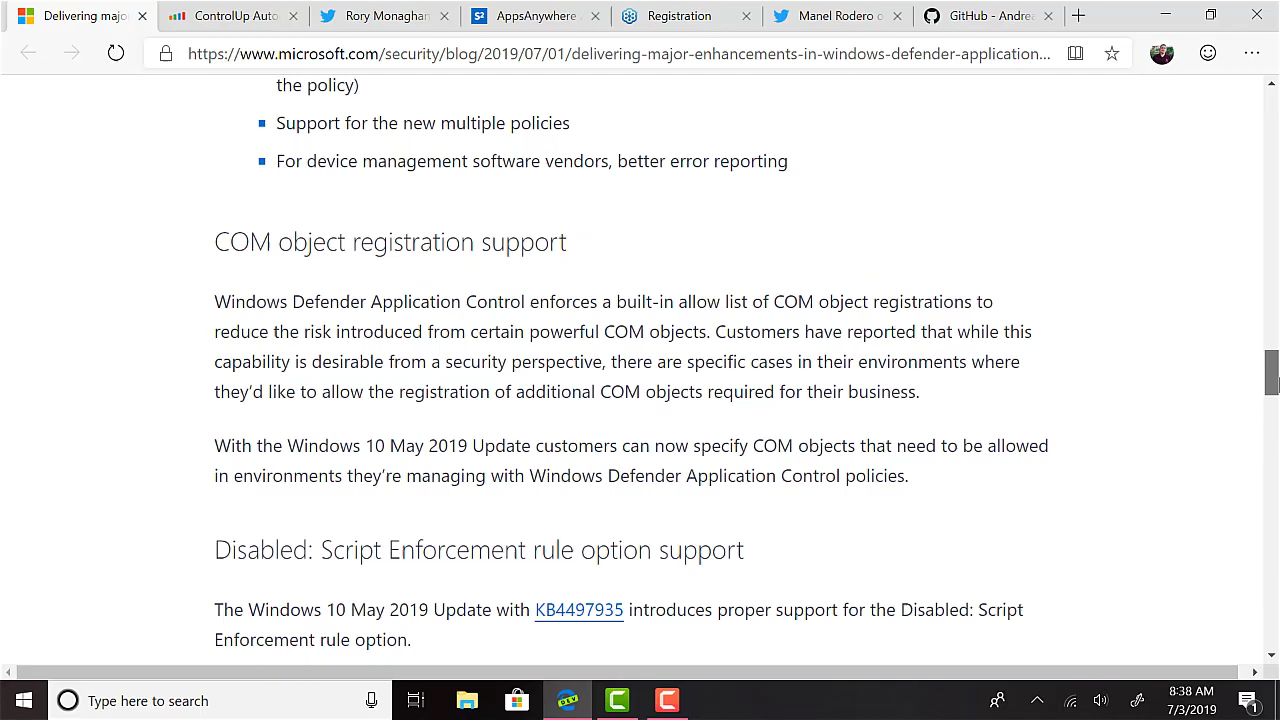 Delivering majo
ControlUp Auto
Rory Monaghan
AppsAnywhere
Registration
Manel Rodero
GitHub - Andre
https://www.microsoft.com/security/blog/2019/07/01/delivering-major-enhancements-in-windows-defender-application...
the policy)
Support for the new multiple policies
For device management software vendors, better error reporting
COM object registration support
Windows Defender Application Control enforces a built-in allow list of COM object registrations to
reduce the risk introduced from certain powerful COM objects. Customers have reported that while this
capability is desirable from a security perspective, there are specific cases in their environments where
they'd like to allow the registration of additional COM objects required for their business.
With the Windows 10 May 2019 Update customers can now specify COM objects that need to be allowed
in environments they're managing with Windows Defender Application Control policies.
Disabled: Script Enforcement rule option support
The Windows 10 May 2019 Update with KB4497935 introduces proper support for the Disabled: Script
Enforcement rule option.
Type here to search
8:38 AM
7/3/2019